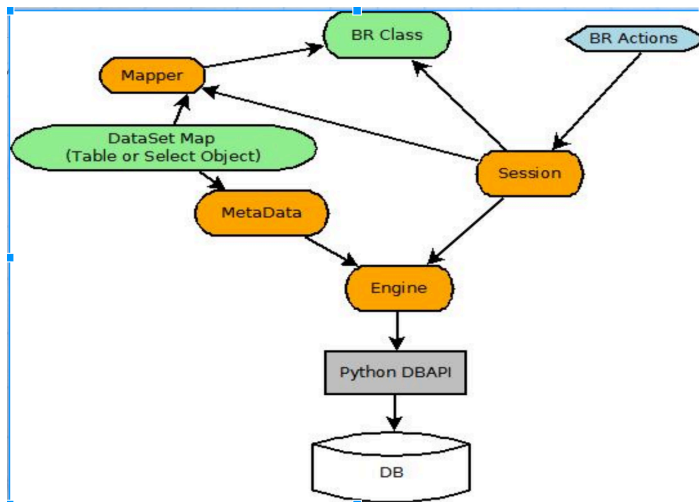 BR Class
BR Actions
Mapper
DataSet Map
(Table or Select Object)
Session
MetaData
Engine
Python DBAPI
DB